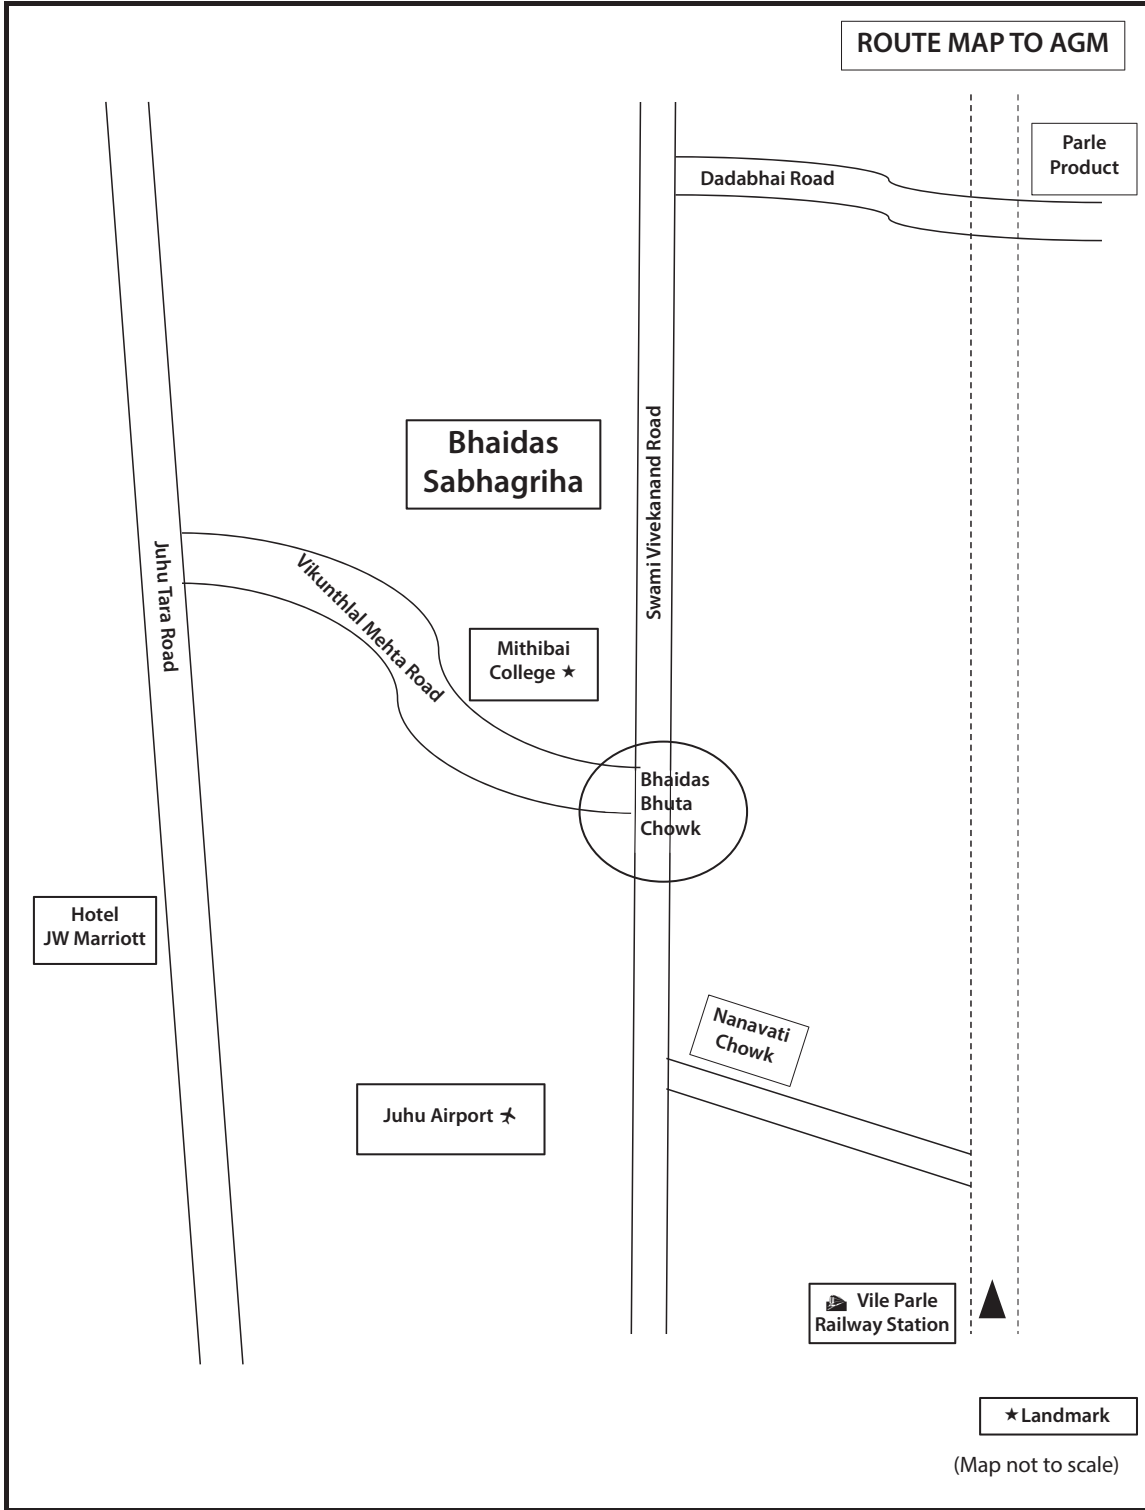 ROUTE MAP TO AGM
Parle
Product
Dadabhai Road
Bhaidas
Sabhagriha
Swami Vivekanand Road
Juhu Tara Road
Vikunthlal Mehta Road
Mithibai
College ★
Bhaidas
Bhuta
Chowk
Hotel
JW Marriott
Nanavati
Chowk
Juhu Airport
Vile Parle
Railway Station
★Landmark
(Map not to scale)